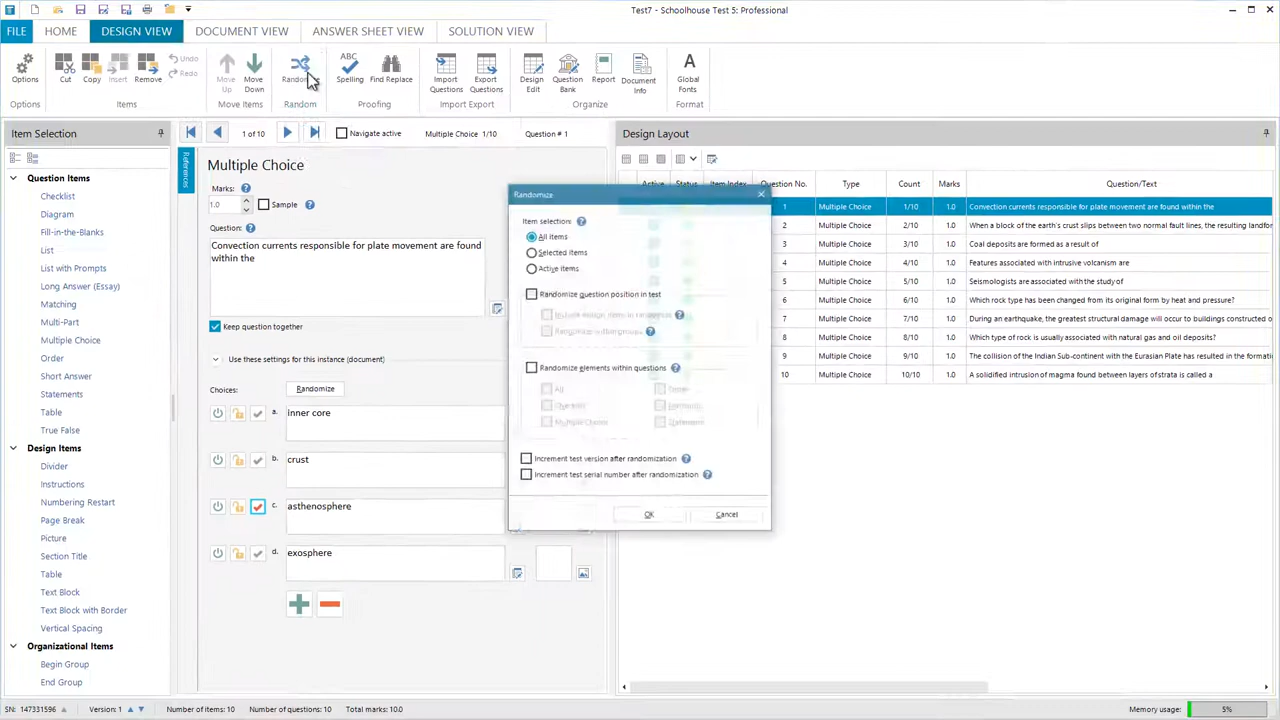 Test7 - Schoolhouse Test 5: Professional
FILE
HOME
DESIGN VIEW
DOCUMENT VIEW
ANSWER SHEET VIEW
SOLUTION VIEW
Options
Cut
Copy
Insert
Remove
Undo
Redo
Move Up
Move Down
ABC
Spelling
Find Replace
Import Questions
Export Questions
Design Edit
Question Bank
Report
Document Info
Global Fonts
Options
Items
Move Items
Random
Proofing
Import Export
Organize
Format
Item Selection
Question Items
Checklist
Diagram
Fill-in-the-Blanks
List
List with Prompts
Long Answer (Essay)
Matching
Multi-Part
Multiple Choice
Order
Short Answer
Statements
Table
True False
Design Items
Divider
Instructions
Numbering Restart
Page Break
Picture
Section Title
Table
Text Block
Text Block with Border
Vertical Spacing
Organizational Items
Begin Group
End Group
References
1 of 10
Navigate active
Multiple Choice 1/10
Question # 1
Multiple Choice
Marks:
1.0
Sample
Question:
Convection currents responsible for plate movement are found
within the
Keep question together
Use these settings for this instance (document)
Choices:
Randomize
a. inner core
b. crust
c. asthenosphere
d. exosphere
Randomize
Item selection:
All items
Selected items
Active items
Randomize question position in test
Randomize elements within questions
All
Multiple Choice
Increment test version after randomization
Increment test serial number after randomization
OK
Cancel
Design Layout
Active Status Item Index Question No. Type Count Marks Question/Text
1 Multiple Choice 1/10 1.0 Convection currents responsible for plate movement are found within the
Multiple Choice 2/10 1.0 When a block of the earth's crust slips between two normal fault lines, the resulting landfor
3 Multiple Choice 3/10 1.0 Coal deposits are formed as a result of
4 Multiple Choice 4/10 1.0 Features associated with intrusive volcanism are
5 Multiple Choice 5/10 1.0 Seismologists are associated with the study of
6 Multiple Choice 6/10 1.0 Which rock type has been changed from its original form by heat and pressure?
7 Multiple Choice 7/10 1.0 During an earthquake, the greatest structural damage will occur to buildings constructed o
8 Multiple Choice 8/10 1.0 Which type of rock is usually associated with natural gas and oil deposits?
9 Multiple Choice 9/10 1.0 The collision of the Indian Sub-continent with the Eurasian Plate has resulted in the formati
10 Multiple Choice 10/10 1.0 A solidified intrusion of magma found between layers of strata is called a
SN: 147331596
Version: 1
Number of items: 10
Number of questions: 10
Total marks: 10.0
Memory usage:
5%